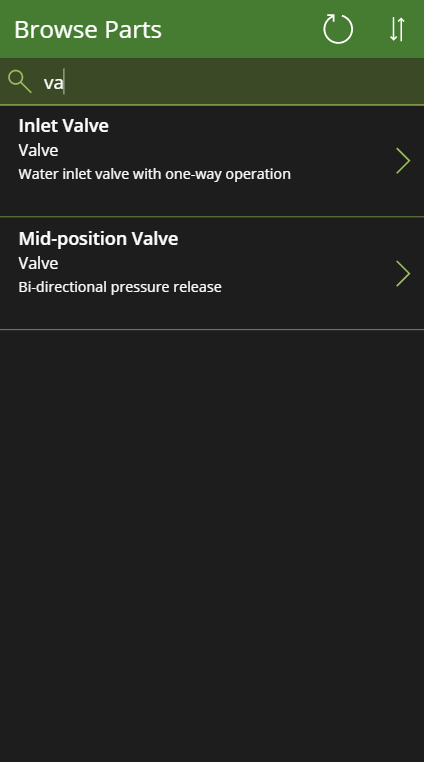 Browse Parts
va
Inlet Valve
Valve
Water inlet valve with one-way operation
Mid-position Valve
Valve
Bi-directional pressure release